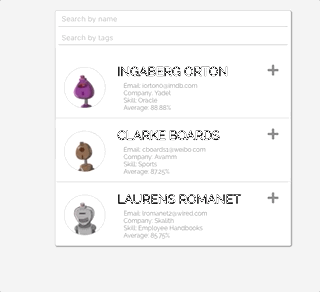 Search by name
Search by tags
INGABERG ORTON
Email: iorton0@imdb.com
Company: Yadel
Skill: Oracle
Average: 88.88%
CLARKE BOARDS
Email: cboards1@weibo.com
Company: Avamm
Skill: Sports
Average: 87.25%
LAURENS ROMANET
Email: lromanet2@wired.com
Company: Skalith
Skill: Employee Handbooks
Average: 85.75%